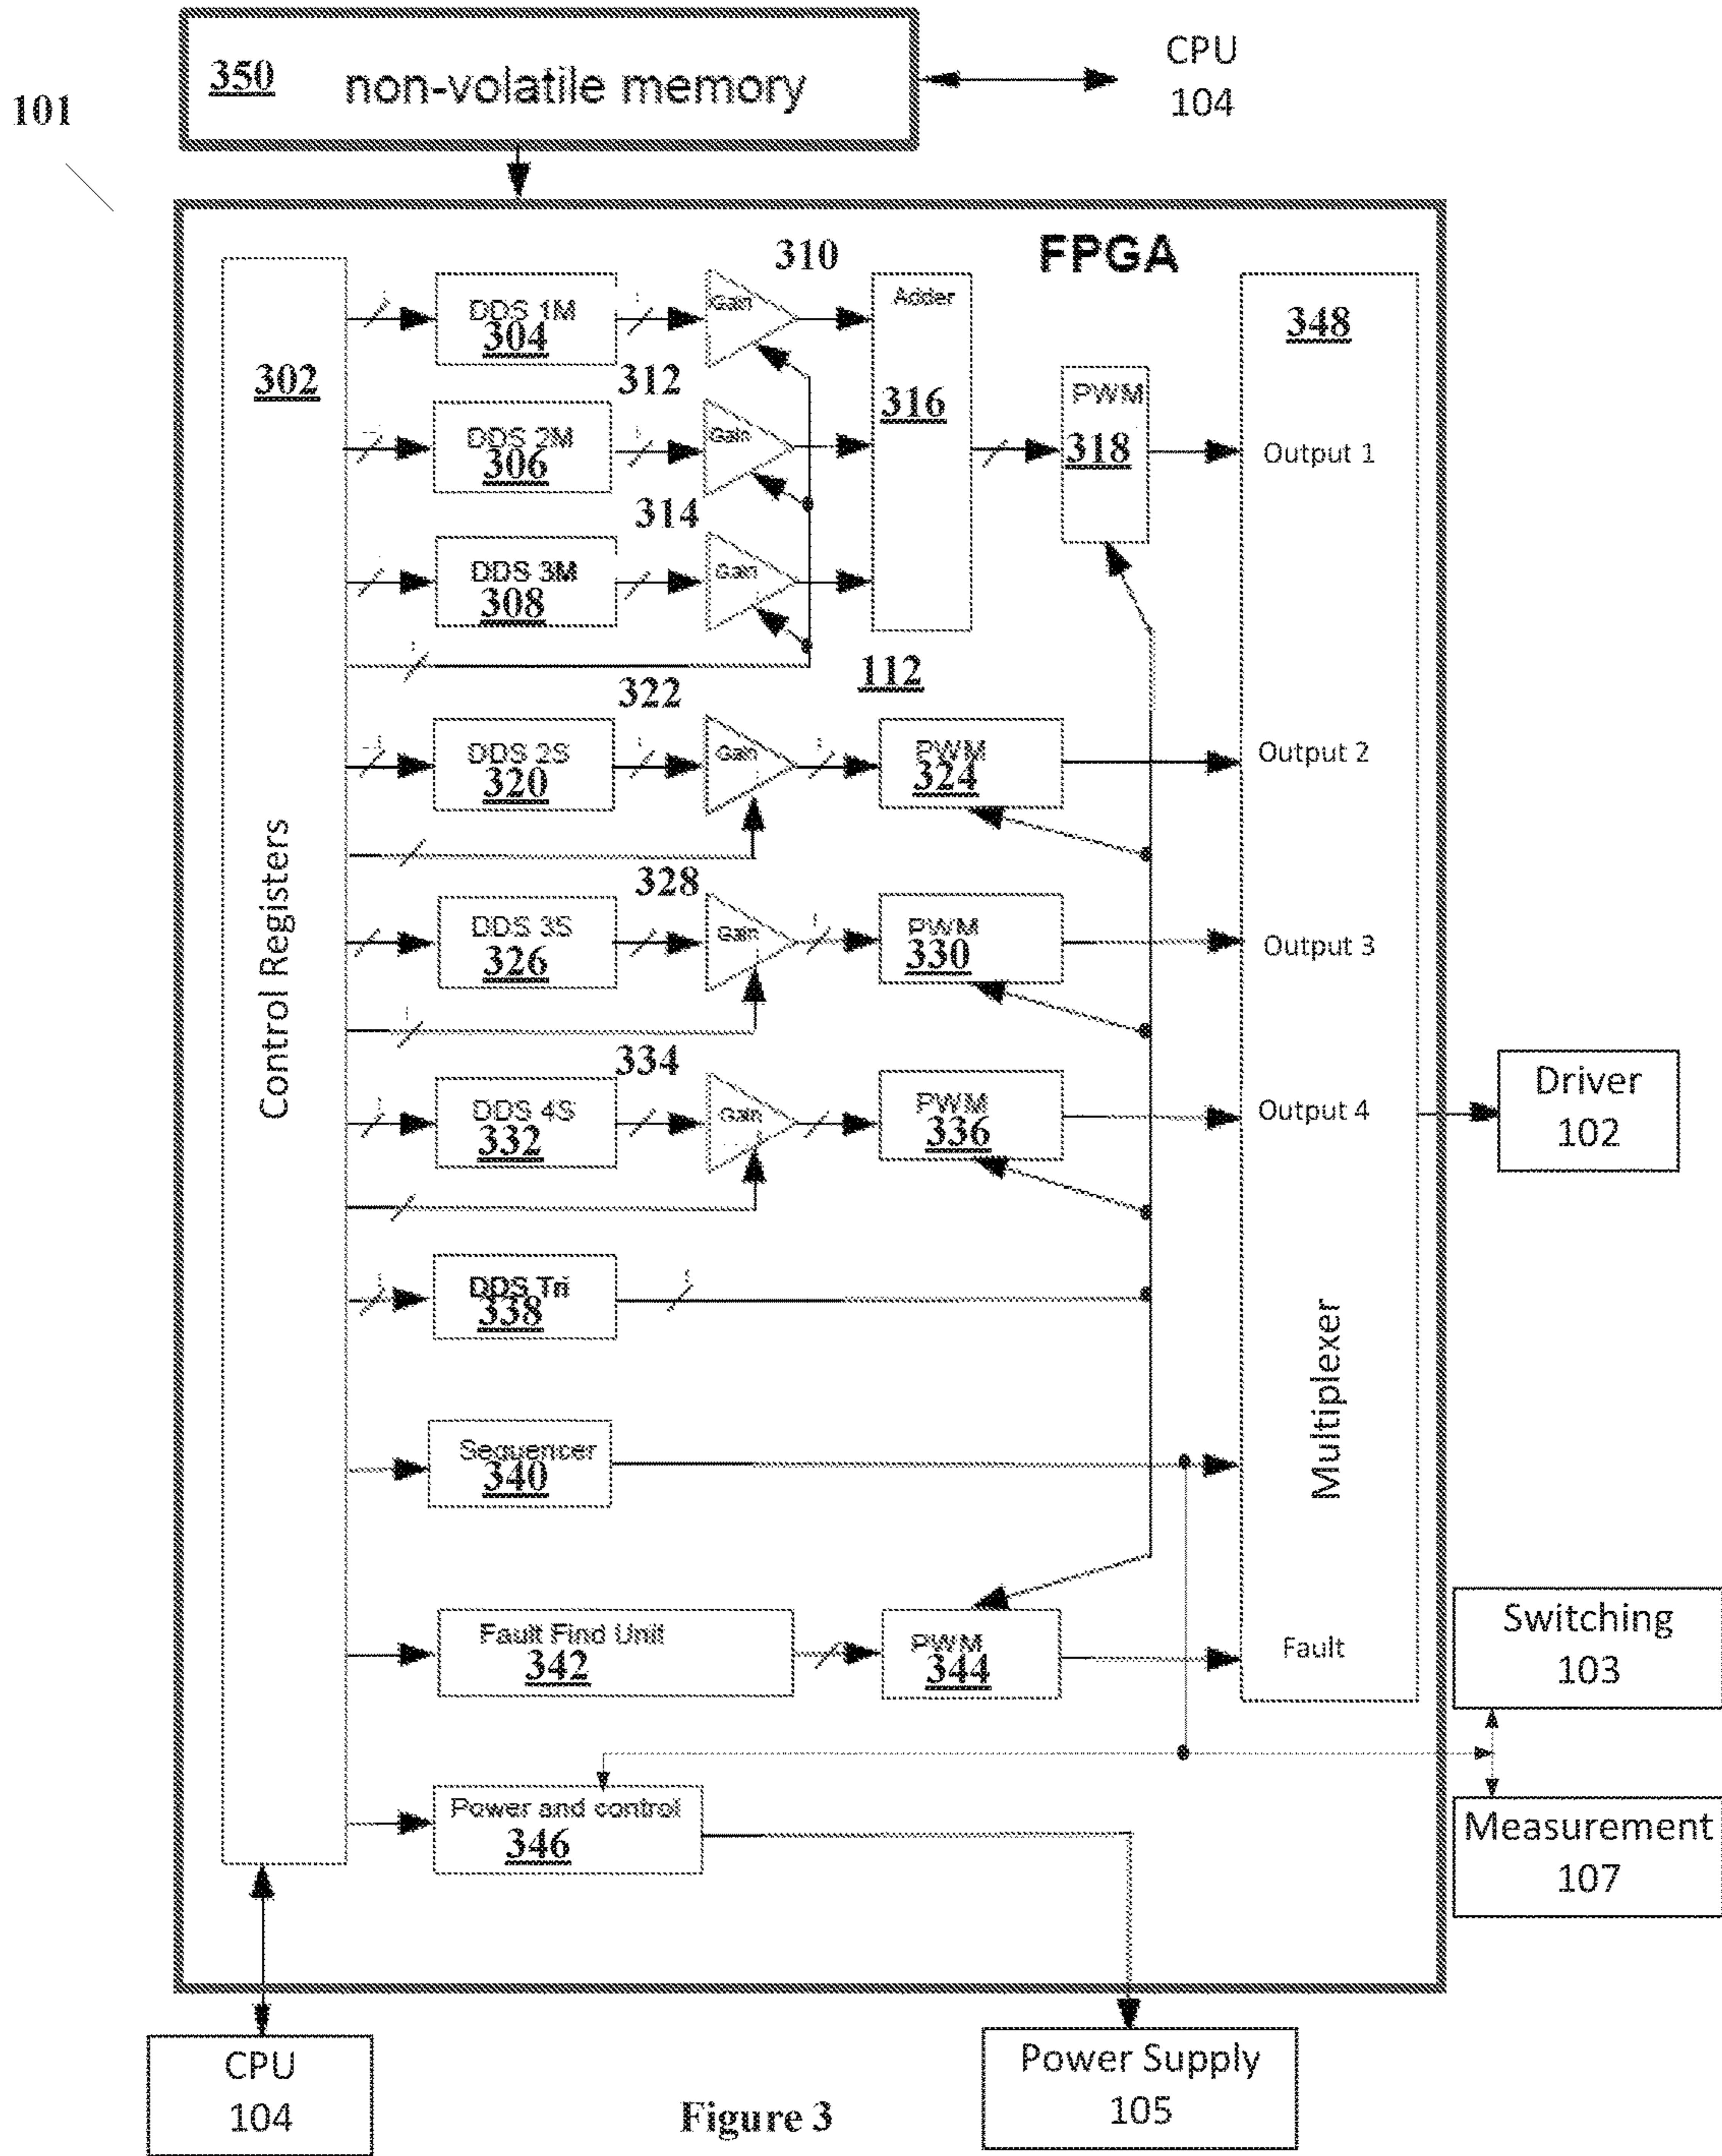 350 non-volatile memory
CPU
104
101
FPGA
310
302
Control Registers
DDS 1M
304
Gain
Adder
316
312
DDS 2M
306
Gain
PWM
318
348
Output 1
314
DDS 3M
308
Gain
112
322
DDS 2S
320
Gain
PWM
324
Output 2
328
DDS 3S
326
Gain
PWM
330
Output 3
334
DDS 4S
332
Gain
PWM
336
Output 4
Driver
102
DDS Tri
338
Multiplexer
Sequencer
340
Fault Find Unit
342
PWM
344
Fault
Switching
103
Power and control
346
Measurement
107
CPU
104
Power Supply
105
Figure 3